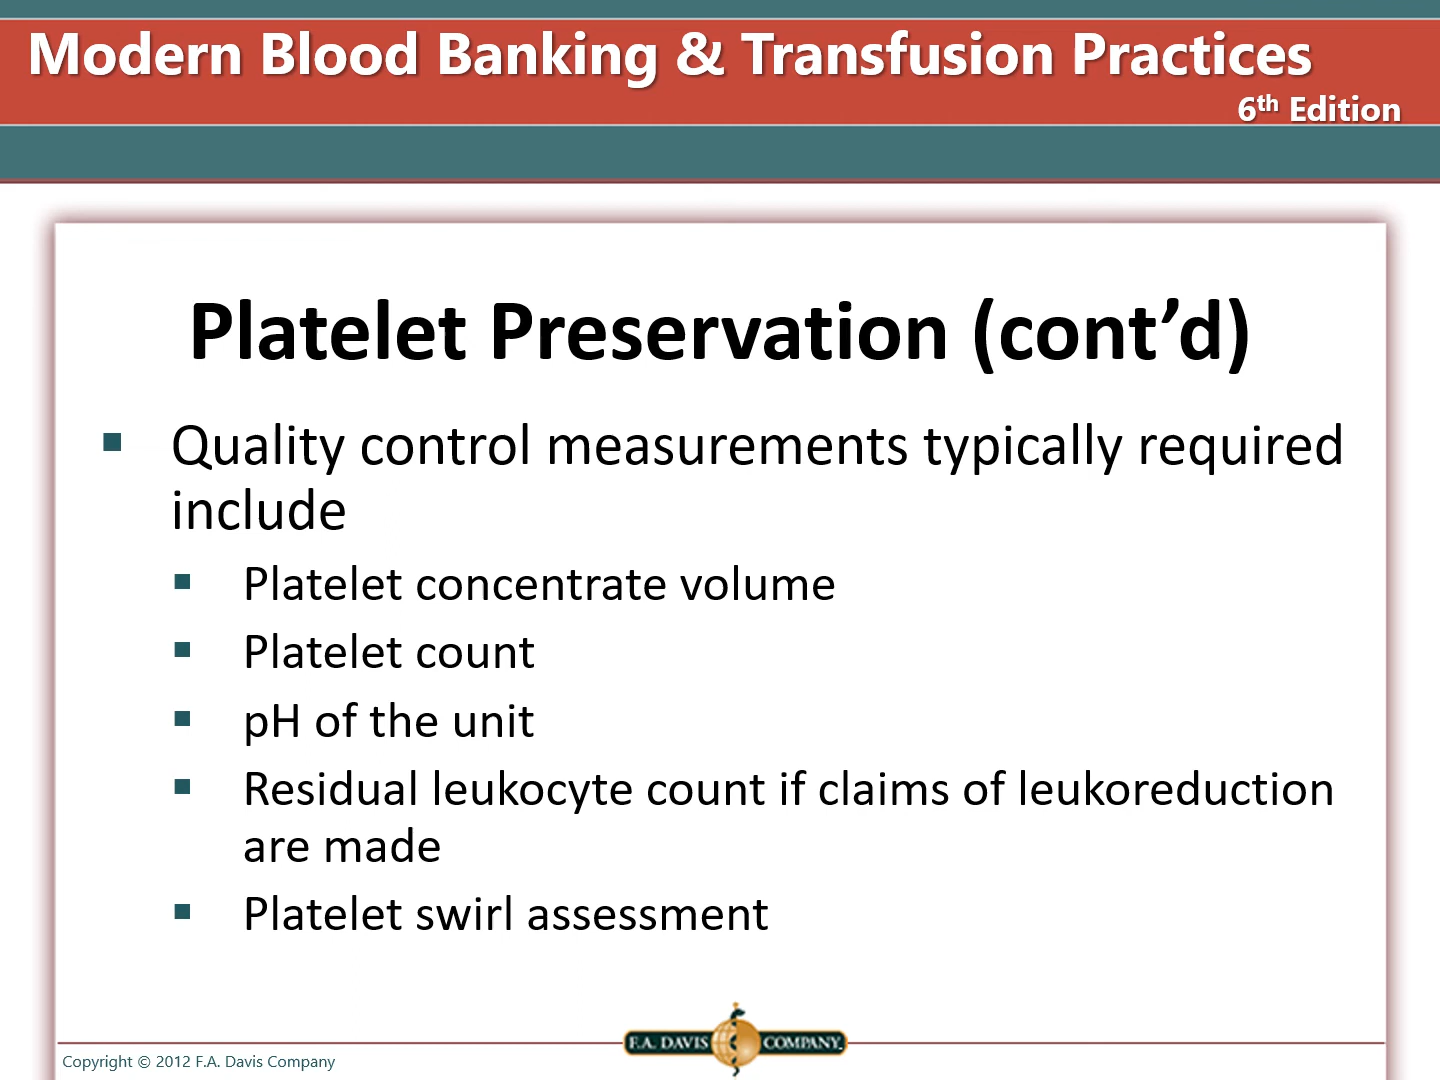 Modern Blood Banking & Transfusion Practices
6th Edition
Platelet Preservation (cont’d)
Quality control measurements typically required
include
Platelet concentrate volume
Platelet count
pH of the unit
Residual leukocyte count if claims of leukoreduction
are made
Platelet swirl assessment
F.A. DAVIS COMPANY
Copyright © 2012 F.A. Davis Company